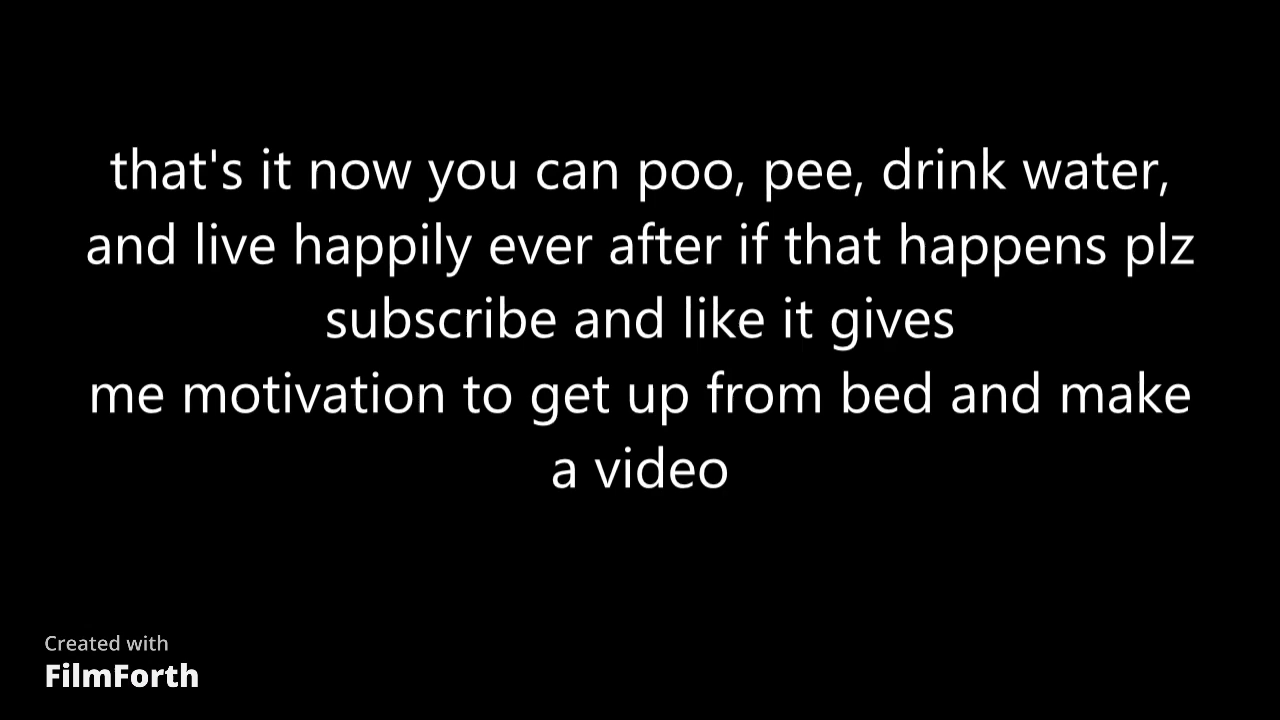 that's it now you can poo, pee, drink water,
and live happily ever after if that happens plz
subscribe and like it gives
me motivation to get up from bed and make
a video
Created with
FilmForth